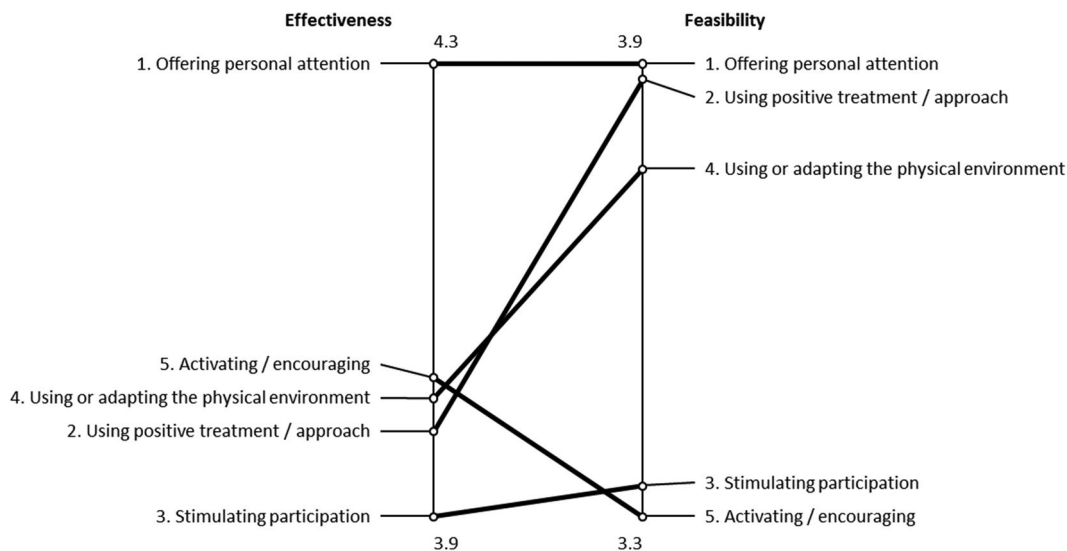 Effectiveness
Feasibility
4.3
3.9
1. Offering personal attention
1. Offering personal attention
2. Using positive treatment / approach
4. Using or adapting the physical environment
5. Activating / encouraging
4. Using or adapting the physical environment
2. Using positive treatment / approach
3. Stimulating participation
3. Stimulating participation
5. Activating / encouraging
3.9
3.3